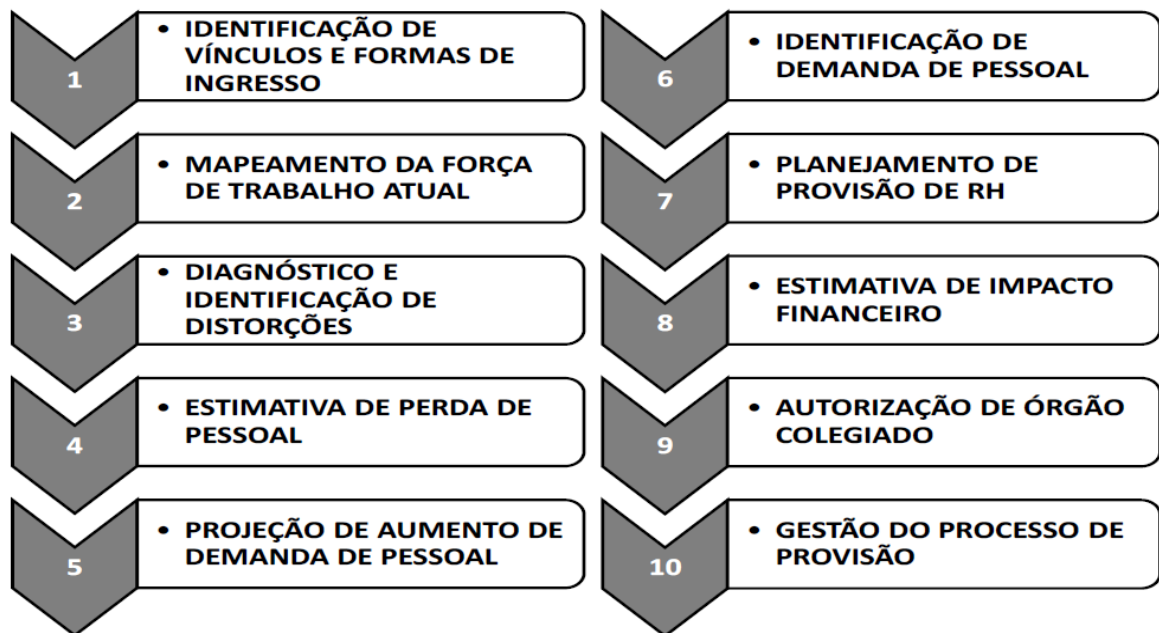 1
• IDENTIFICAÇÃO DE
VÍNCULOS E FORMAS DE
INGRESSO
2
• MAPEAMENTO DA FORÇA
DE TRABALHO ATUAL
3
• DIAGNÓSTICO E
IDENTIFICAÇÃO DE
DISTORÇÕES
4
• ESTIMATIVA DE PERDA DE
PESSOAL
5
• PROJEÇÃO DE AUMENTO DE
DEMANDA DE PESSOAL
6
• IDENTIFICAÇÃO DE
DEMANDA DE PESSOAL
7
• PLANEJAMENTO DE
PROVISÃO DE RH
8
• ESTIMATIVA DE IMPACTO
FINANCEIRO
9
• AUTORIZAÇÃO DE ÓRGÃO
COLEGIADO
10
• GESTÃO DO PROCESSO DE
PROVISÃO